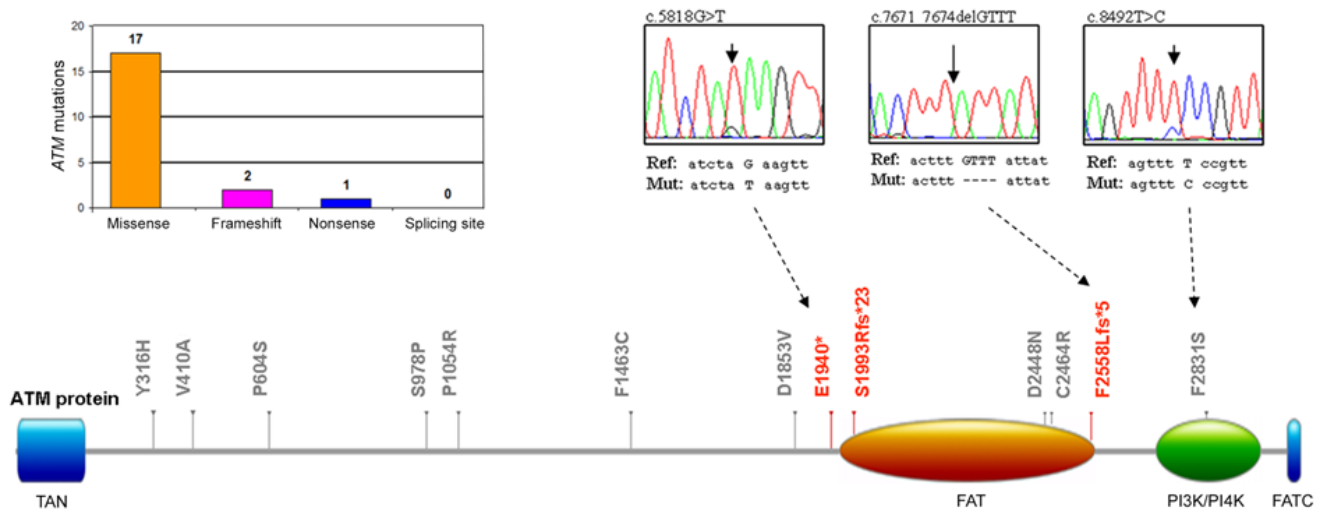 20
15
10
5
0
ATM mutations
17
2
1
0
Missense
Frameshift
Nonsense
Splicing site
c.5818G>T
Ref: atcta G aagtt
Mut: atcta T aagtt
c.7671_7674delGTTT
Ref: acttt GTTT attat
Mut: acttt ---- attat
c.8492T>C
Ref: agttt T ccgtt
Mut: agttt C ccgtt
Y316H
V410A
P604S
S978P
P1054R
F1463C
D1853V
E1940*
S1993Rfs*23
D2448N
C2464R
F2558Lfs*5
F2831S
ATM protein
TAN
FAT
PI3K/PI4K
FATC